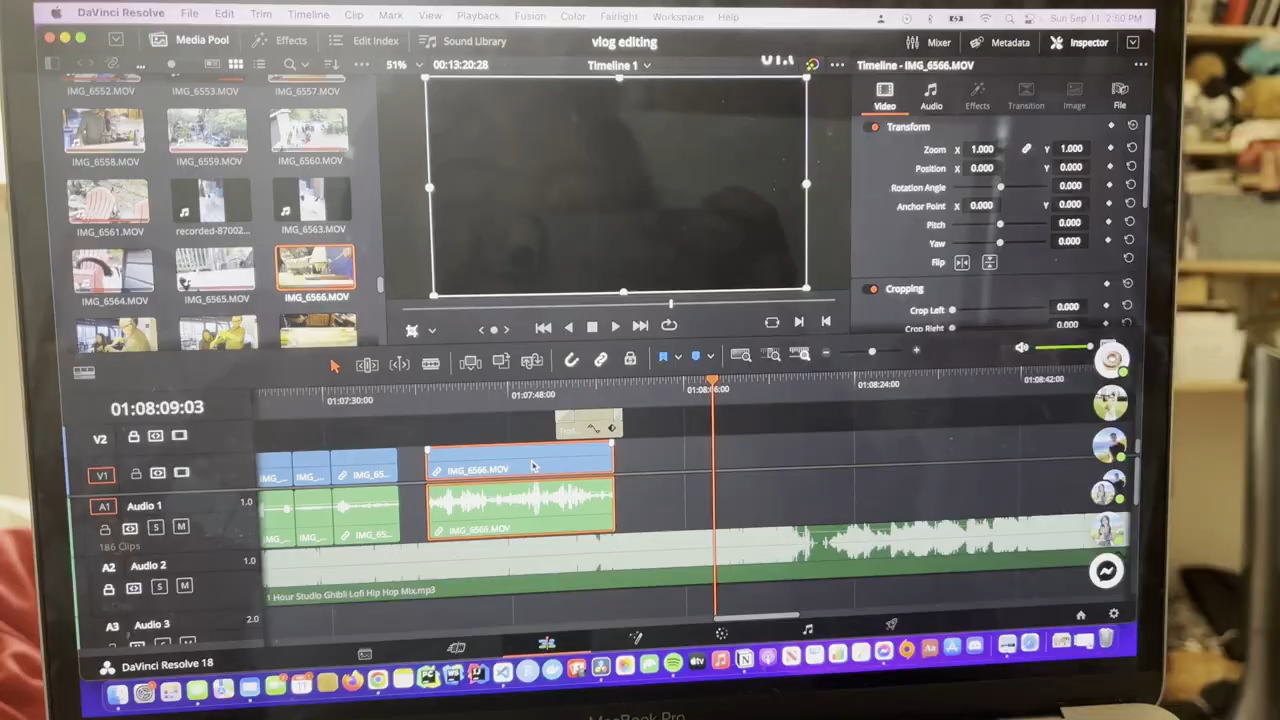 DaVinci Resolve File Edit Trim Timeline Clip Mark View Playback Fusion Color Fairlight Workspace Help Sun Sep 11 2:50 PM
Media Pool Effects Edit Index Sound Library vlog editing Mixer Metadata Inspector
51% 00:13:20:28 Timeline 1 Timeline - IMG_6566.MOV
IMG_6552.MOV IMG_6553.MOV IMG_6557.MOV
Video Audio Effects Transition Image File
Transform
IMG_6558.MOV IMG_6559.MOV IMG_6560.MOV
Zoom X 1.000 Y 1.000
Position X 0.000 Y 0.000
Rotation Angle 0.000
Anchor Point X 0.000 Y 0.000
IMG_6561.MOV recorded-87002... IMG_6563.MOV
Pitch 0.000
Yaw 0.000
Flip
IMG_6564.MOV IMG_6565.MOV IMG_6566.MOV
Cropping
Crop Left 0.000
Crop Right 0.000
01:08:09:03
01:07:30:00 01:07:48:00 01:08:06:00 01:08:24:00 01:08:42:00
V2
V1 IMG_... IMG_... IMG_65... IMG_6566.MOV
A1 Audio 1 1.0
IMG_... IMG_... IMG_65... IMG_6566.MOV
S M
186 Clips
A2 Audio 2 1.0
S M
1 Hour Studio Ghibli Lofi Hip Hop Mix.mp3
A3 Audio 3 2.0
DaVinci Resolve 18
MacBook Pro